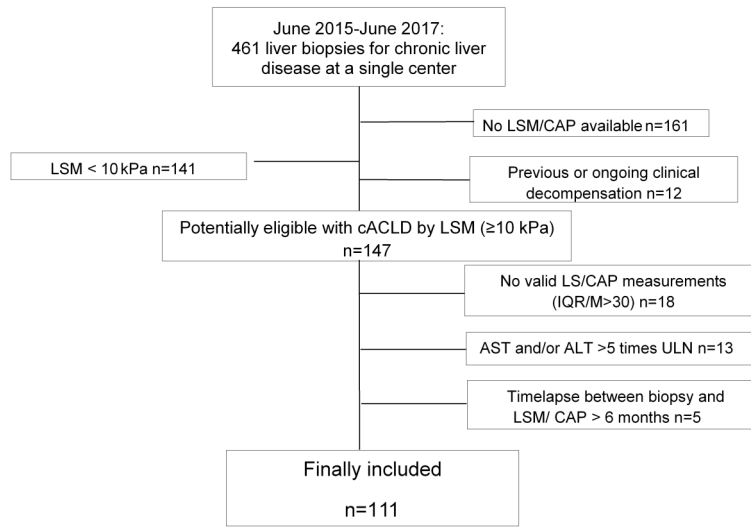 June 2015-June 2017:
461 liver biopsies for chronic liver
disease at a single center
No LSM/CAP available n=161
LSM < 10 kPa n=141
Previous or ongoing clinical
decompensation n=12
Potentially eligible with cACLD by LSM (≥10 kPa)
n=147
No valid LS/CAP measurements
(IQR/M>30) n=18
AST and/or ALT >5 times ULN n=13
Timelapse between biopsy and
LSM/ CAP > 6 months n=5
Finally included
n=111